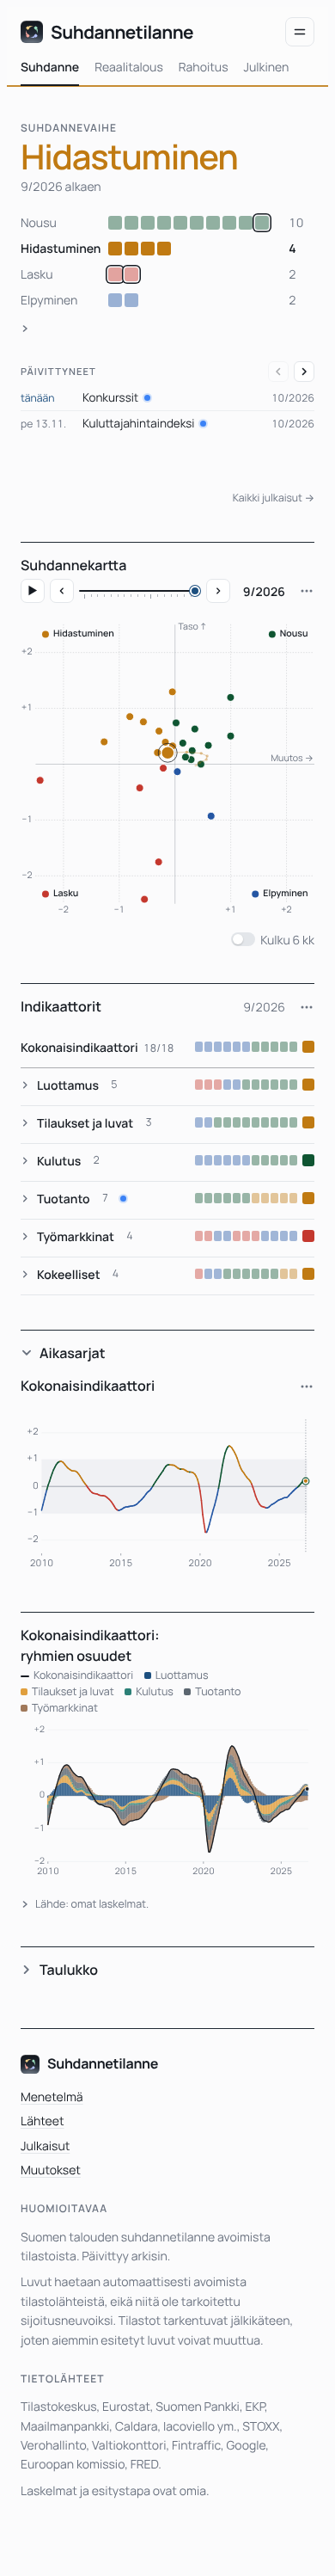 Suhdannetilanne
Suhdanne Reaalitalous Rahoitus Julkinen
SUHDANNEVAIHE
Hidastuminen
9/2026 alkaen
Nousu 10
Hidastuminen 4
Lasku 2
Elpyminen 2
PÄIVITTYNEET
tänään Konkurssit 10/2026
pe 13.11. Kuluttajahintaindeksi 10/2026
Kaikki julkaisut →
Suhdannekartta
9/2026
Taso ↑
Hidastuminen Nousu
+2
+1
Muutos →
−1
−2
Lasku Elpyminen
−2 −1 +1 +2
Kulku 6 kk
Indikaattorit 9/2026
Kokonaisindikaattori 18/18
Luottamus 5
Tilaukset ja luvat 3
Kulutus 2
Tuotanto 7
Työmarkkinat 4
Kokeelliset 4
Aikasarjat
Kokonaisindikaattori
+2
+1
0
−1
−2
2010 2015 2020 2025
Kokonaisindikaattori:
ryhmien osuudet
Kokonaisindikaattori Luottamus
Tilaukset ja luvat Kulutus Tuotanto
Työmarkkinat
+2
+1
0
−1
−2
2010 2015 2020 2025
Lähde: omat laskelmat.
Taulukko
Suhdannetilanne
Menetelmä
Lähteet
Julkaisut
Muutokset
HUOMIOITAVAA
Suomen talouden suhdannetilanne avoimista
tilastoista. Päivittyy arkisin.
Luvut haetaan automaattisesti avoimista
tilastolähteistä, eikä niitä ole tarkoitettu
sijoitusneuvoiksi. Tilastot tarkentuvat jälkikäteen,
joten aiemmin esitetyt luvut voivat muuttua.
TIETOLÄHTEET
Tilastokeskus, Eurostat, Suomen Pankki, EKP,
Maailmanpankki, Caldara, Iacoviello ym., STOXX,
Verohallinto, Valtiokonttori, Fintraffic, Google,
Euroopan komissio, FRED.
Laskelmat ja esitystapa ovat omia.